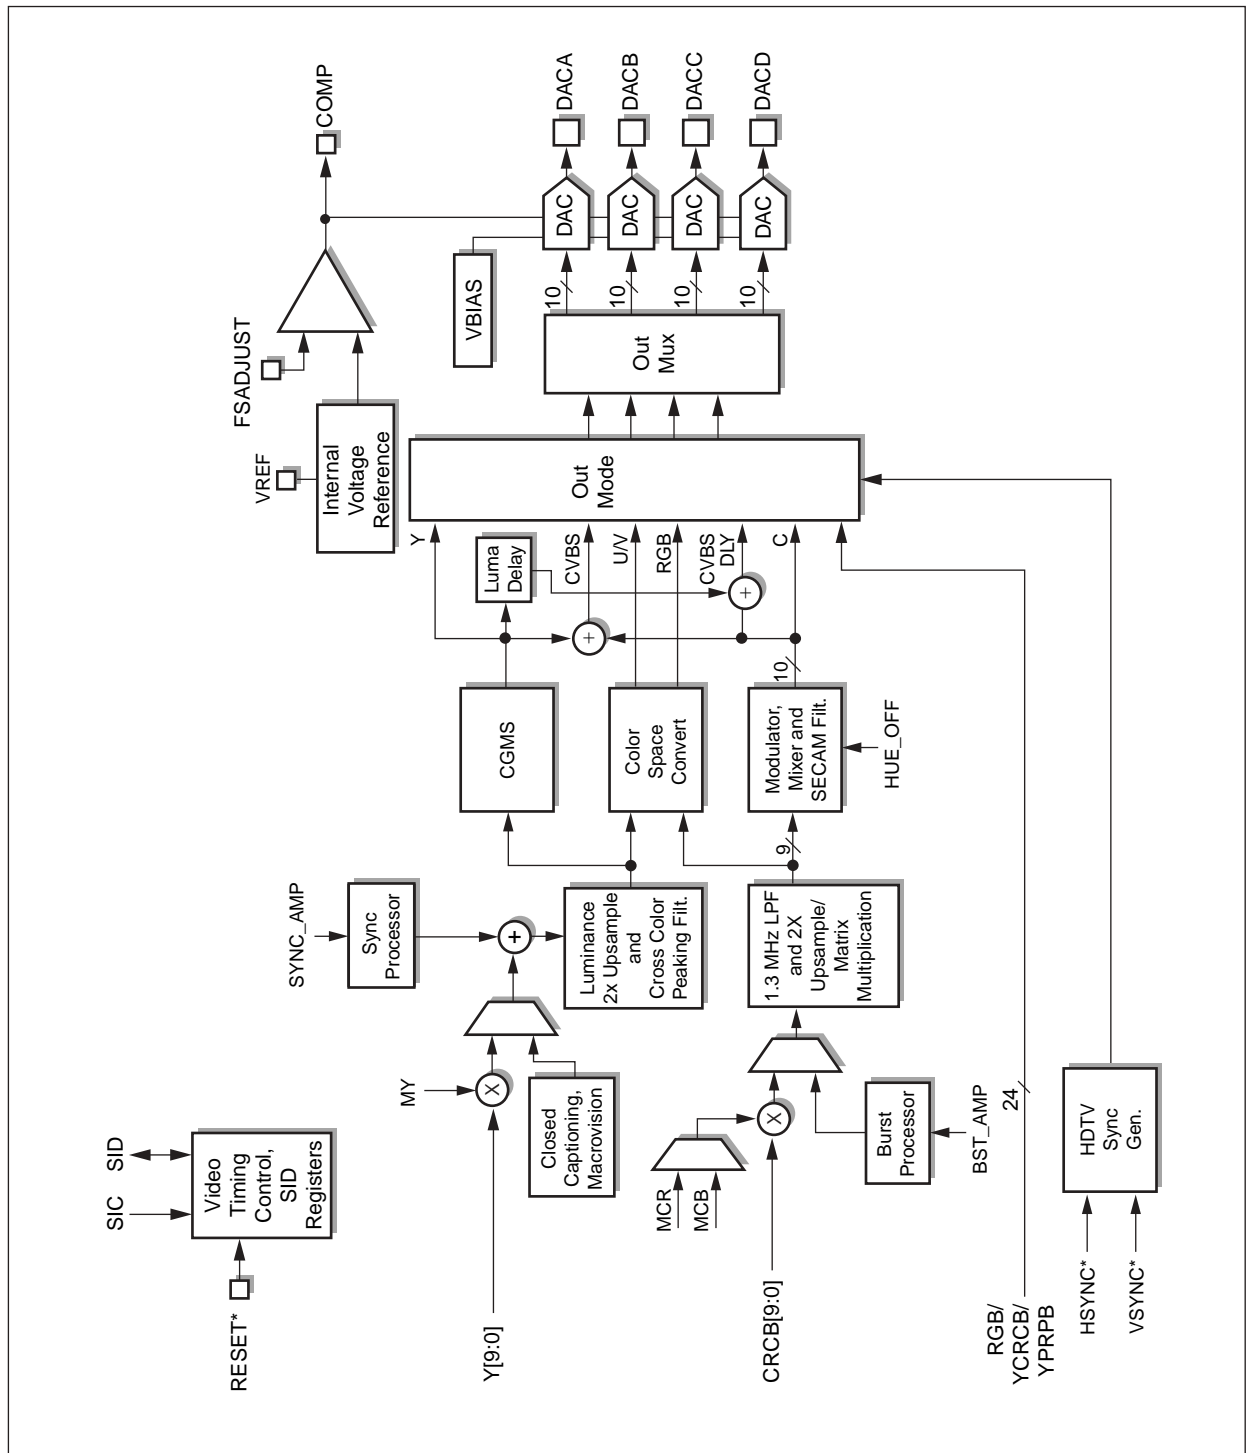 RESET*
SIC
SID
Video
Timing
Control,
SID
Registers
Y[9:0]
MY
X
Closed
Captioning,
Macrovision
SYNC_AMP
Sync
Processor
+
Luminance
2x Upsample
and
Cross Color
Peaking Filt.
CRCB[9:0]
MCR
MCB
X
Burst
Processor
BST_AMP
1.3 MHz LPF
and 2X
Upsample/
Matrix
Multiplication
9
CGMS
Color
Space
Convert
Modulator,
Mixer and
SECAM Filt.
HUE_OFF
10
Luma
Delay
+
+
Y
CVBS
U/V
RGB
CVBS
DLY
C
RGB/
YCRCB/
YPRPB
24
HSYNC*
VSYNC*
HDTV
Sync
Gen.
VREF
Internal
Voltage
Reference
FSADJUST
COMP
VBIAS
Out
Mode
Out
Mux
10
10
10
10
DAC
DAC
DAC
DAC
DACA
DACB
DACC
DACD